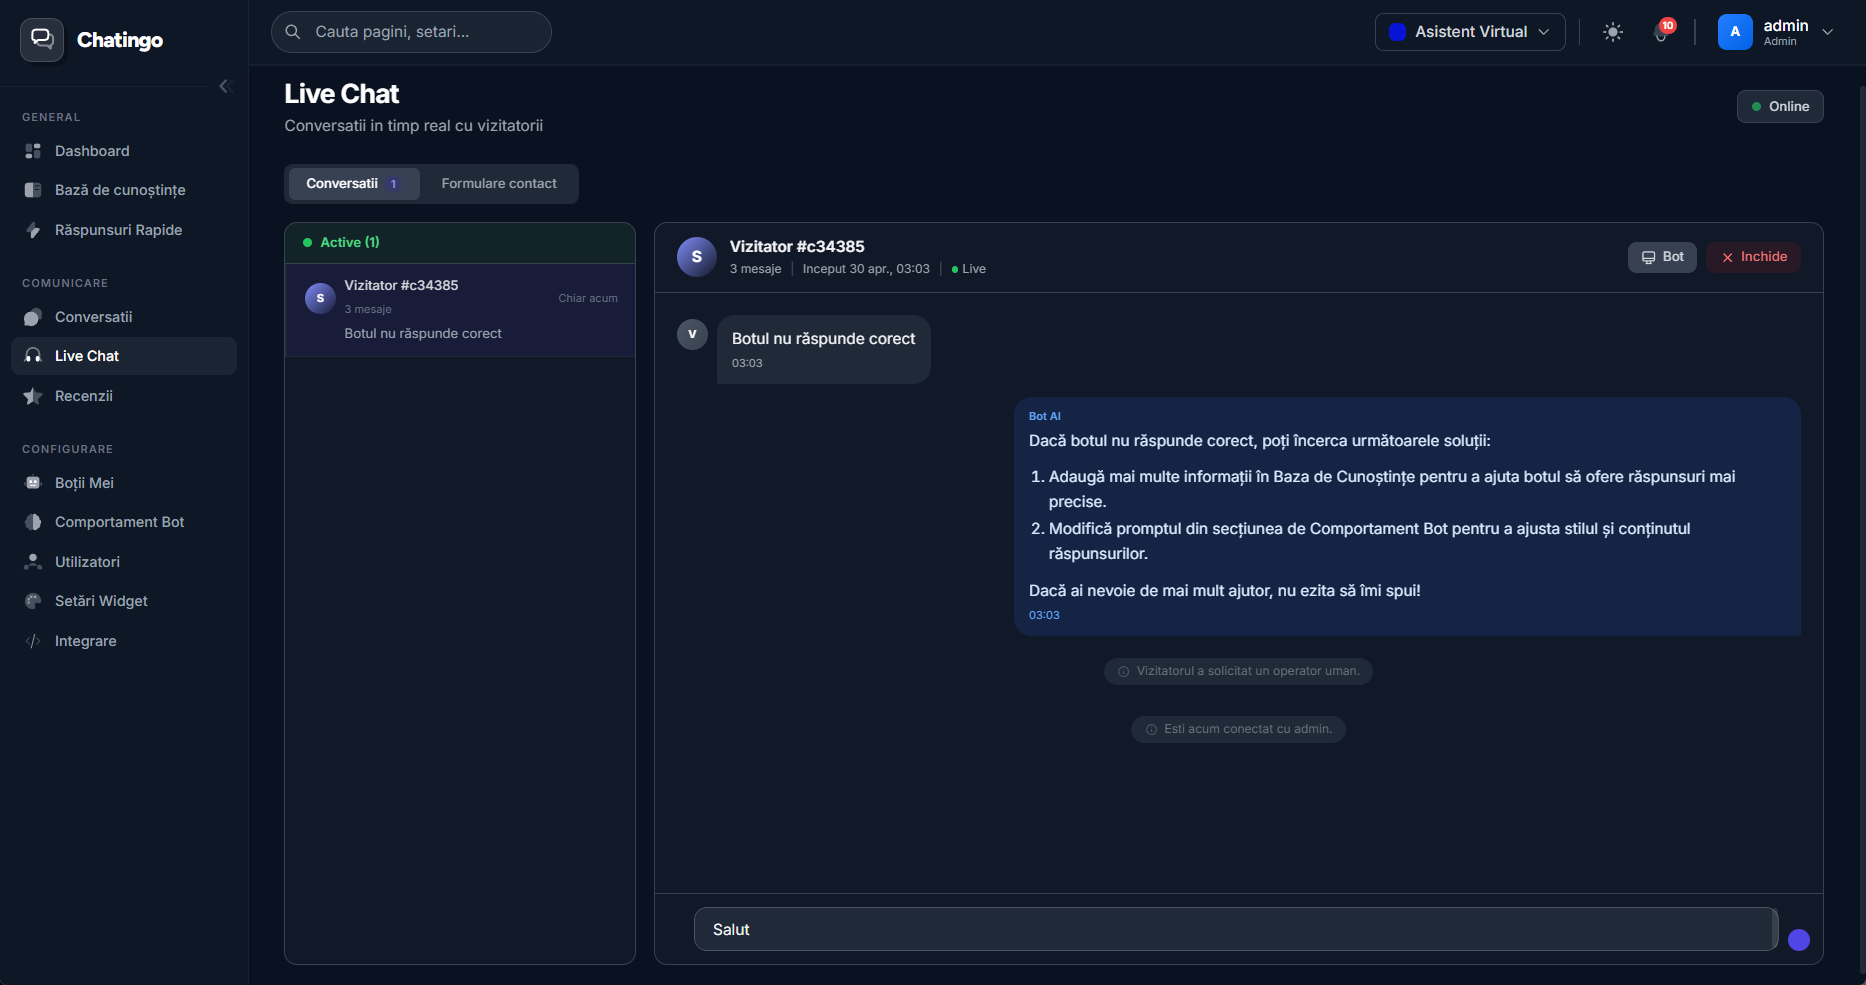 Chatingo
Cauta pagini, setari...
Asistent Virtual
10
A
admin
Admin
GENERAL
Dashboard
Bază de cunoștințe
Răspunsuri Rapide
COMUNICARE
Conversatii
Live Chat
Recenzii
CONFIGURARE
Boții Mei
Comportament Bot
Utilizatori
Setări Widget
Integrare
Live Chat
Conversatii in timp real cu vizitatorii
Online
Conversatii 1
Formulare contact
Active (1)
S
Vizitator #c34385
3 mesaje
Chiar acum
Botul nu răspunde corect
S
Vizitator #c34385
3 mesaje | Inceput 30 apr., 03:03 | Live
Bot
Inchide
V
Botul nu răspunde corect
03:03
Bot AI
Dacă botul nu răspunde corect, poți încerca următoarele soluții:
1. Adaugă mai multe informații în Baza de Cunoștințe pentru a ajuta botul să ofere răspunsuri mai
precise.
2. Modifică promptul din secțiunea de Comportament Bot pentru a ajusta stilul și conținutul
răspunsurilor.
Dacă ai nevoie de mai mult ajutor, nu ezita să îmi spui!
03:03
Vizitatorul a solicitat un operator uman.
Esti acum conectat cu admin.
Salut